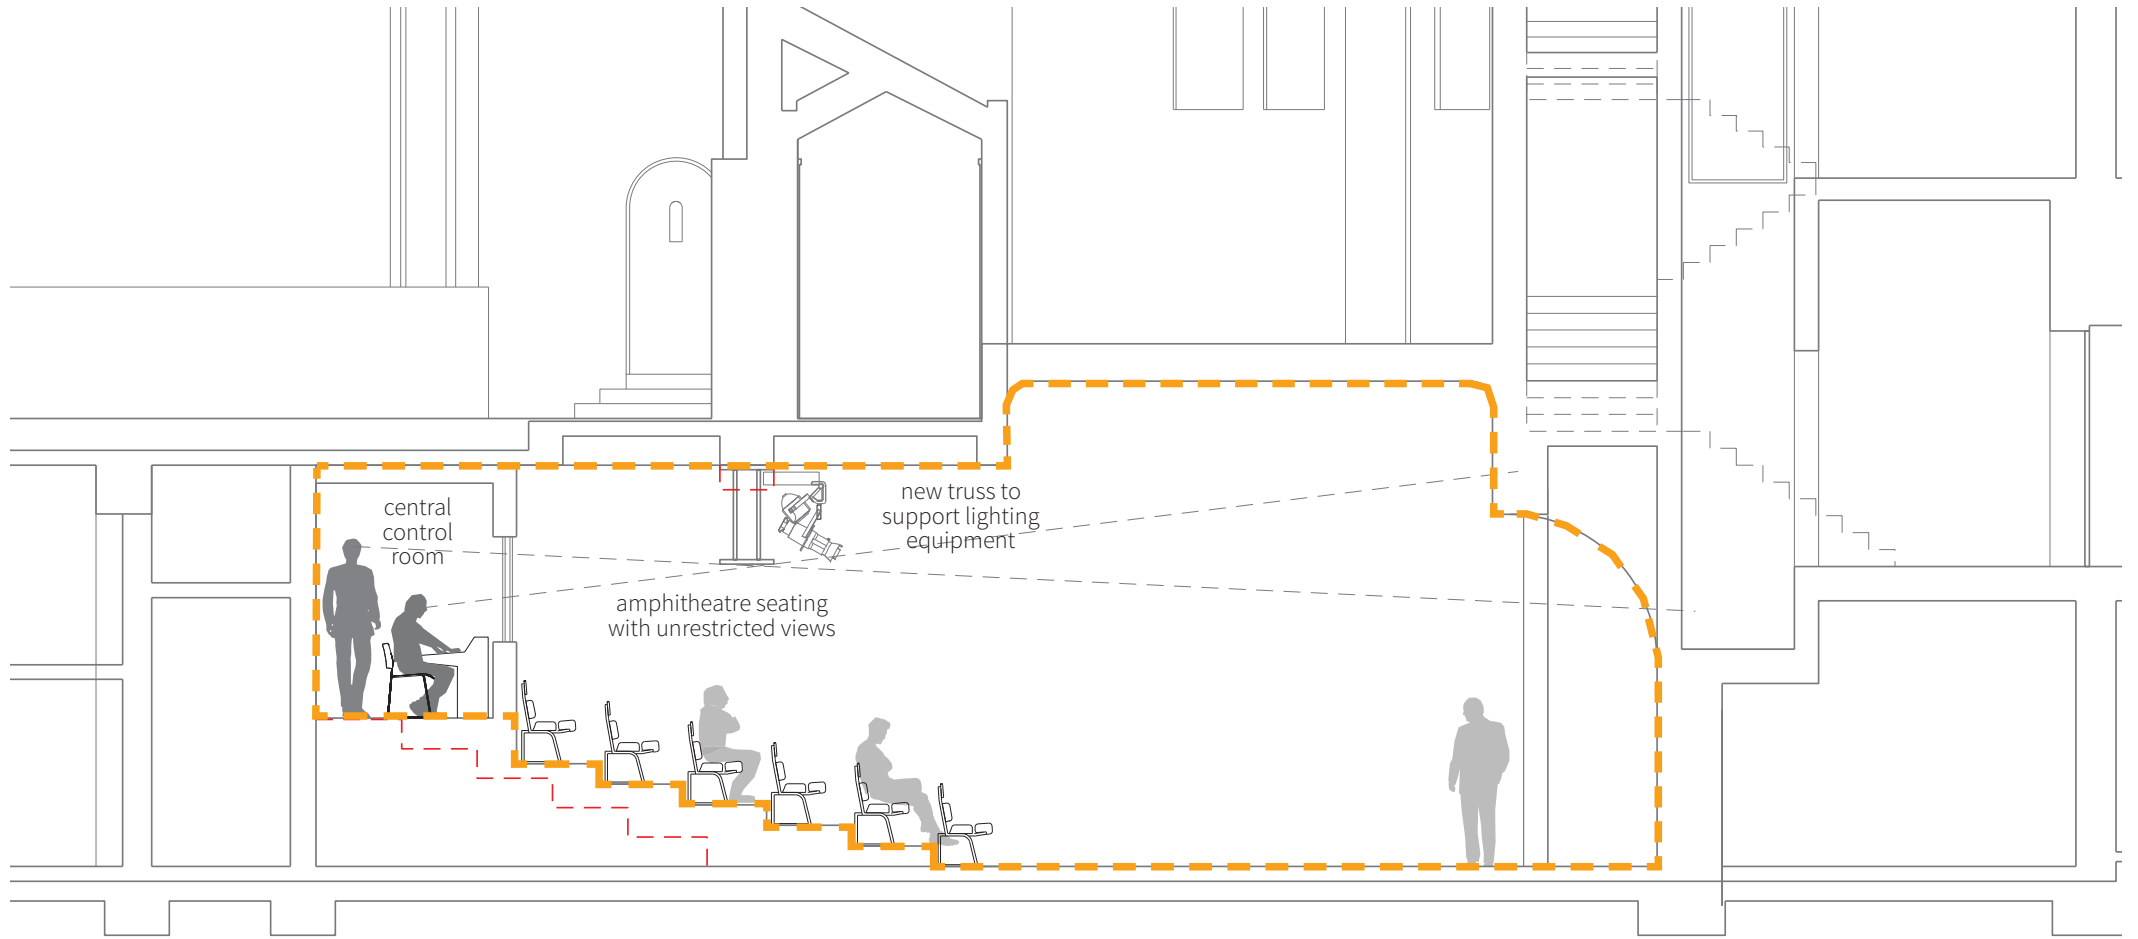 central
control
room
new truss to
support lighting
equipment
amphitheatre seating
with unrestricted views